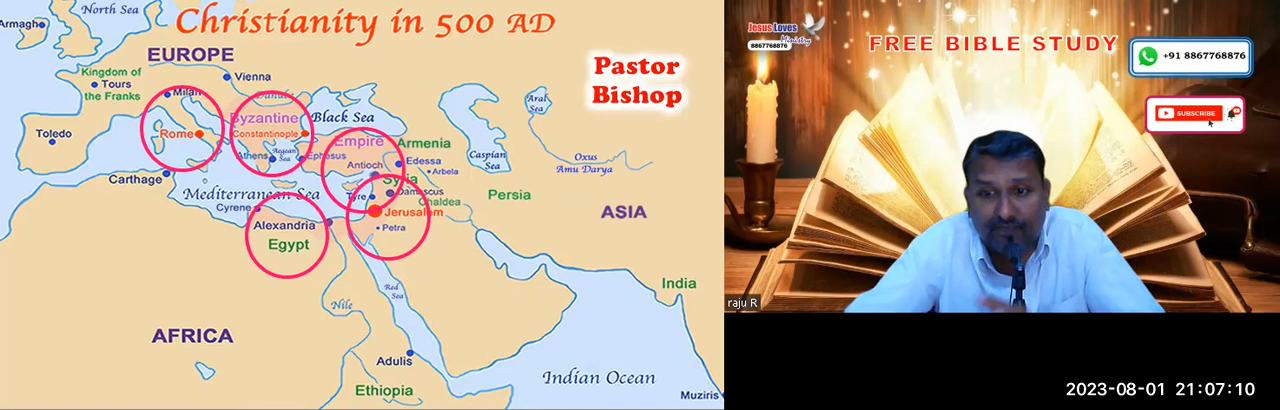 Christianity in 500 AD
North Sea
Armagh
EUROPE
Pastor
Bishop
Kingdom of
Tours
the Franks
Vienna
Milan
Danube
Toledo
Rome
Byzantine
Constantinople
Black Sea
Empire
Aral
Sea
Caspian
Sea
Oxus
Amu Darya
Athens
Aegean
Sea
Ephesus
Antioch
Armenia
Edessa
Arbela
Syria
Carthage
Mediterranean Sea
Tyre
Damascus
Chaldea
Persia
ASIA
Cyrene
Alexandria
Egypt
Jerusalem
Petra
Red
Sea
Nile
India
AFRICA
Adulis
Ethiopia
Indian Ocean
Muziris
Jesus Loves
Ministry
8867768876
FREE BIBLE STUDY
+91 8867768876
SUBSCRIBE
raju R
2023-08-01 21:07:10